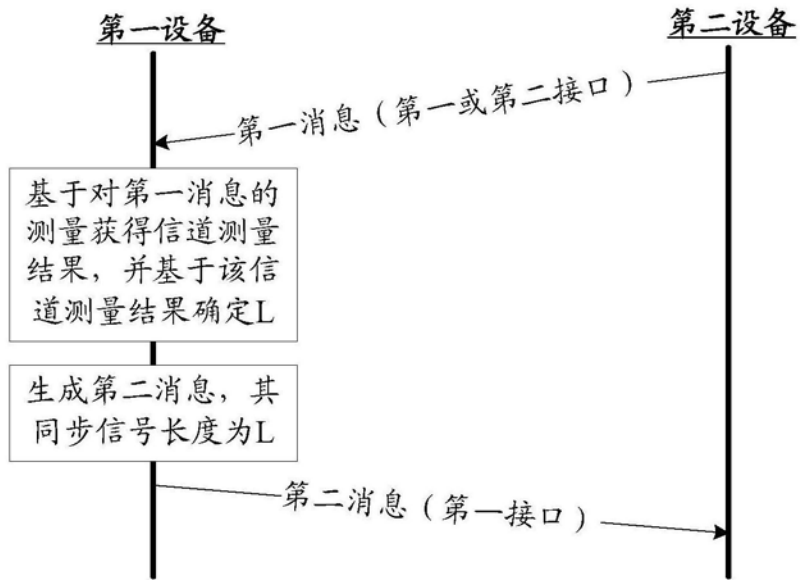 第一设备
第二设备
第一消息（第一或第二接口）
基于对第一消息的
测量获得信道测量
结果，并基于该信
道测量结果确定L
生成第二消息，其
同步信号长度为L
第二消息（第一接口）